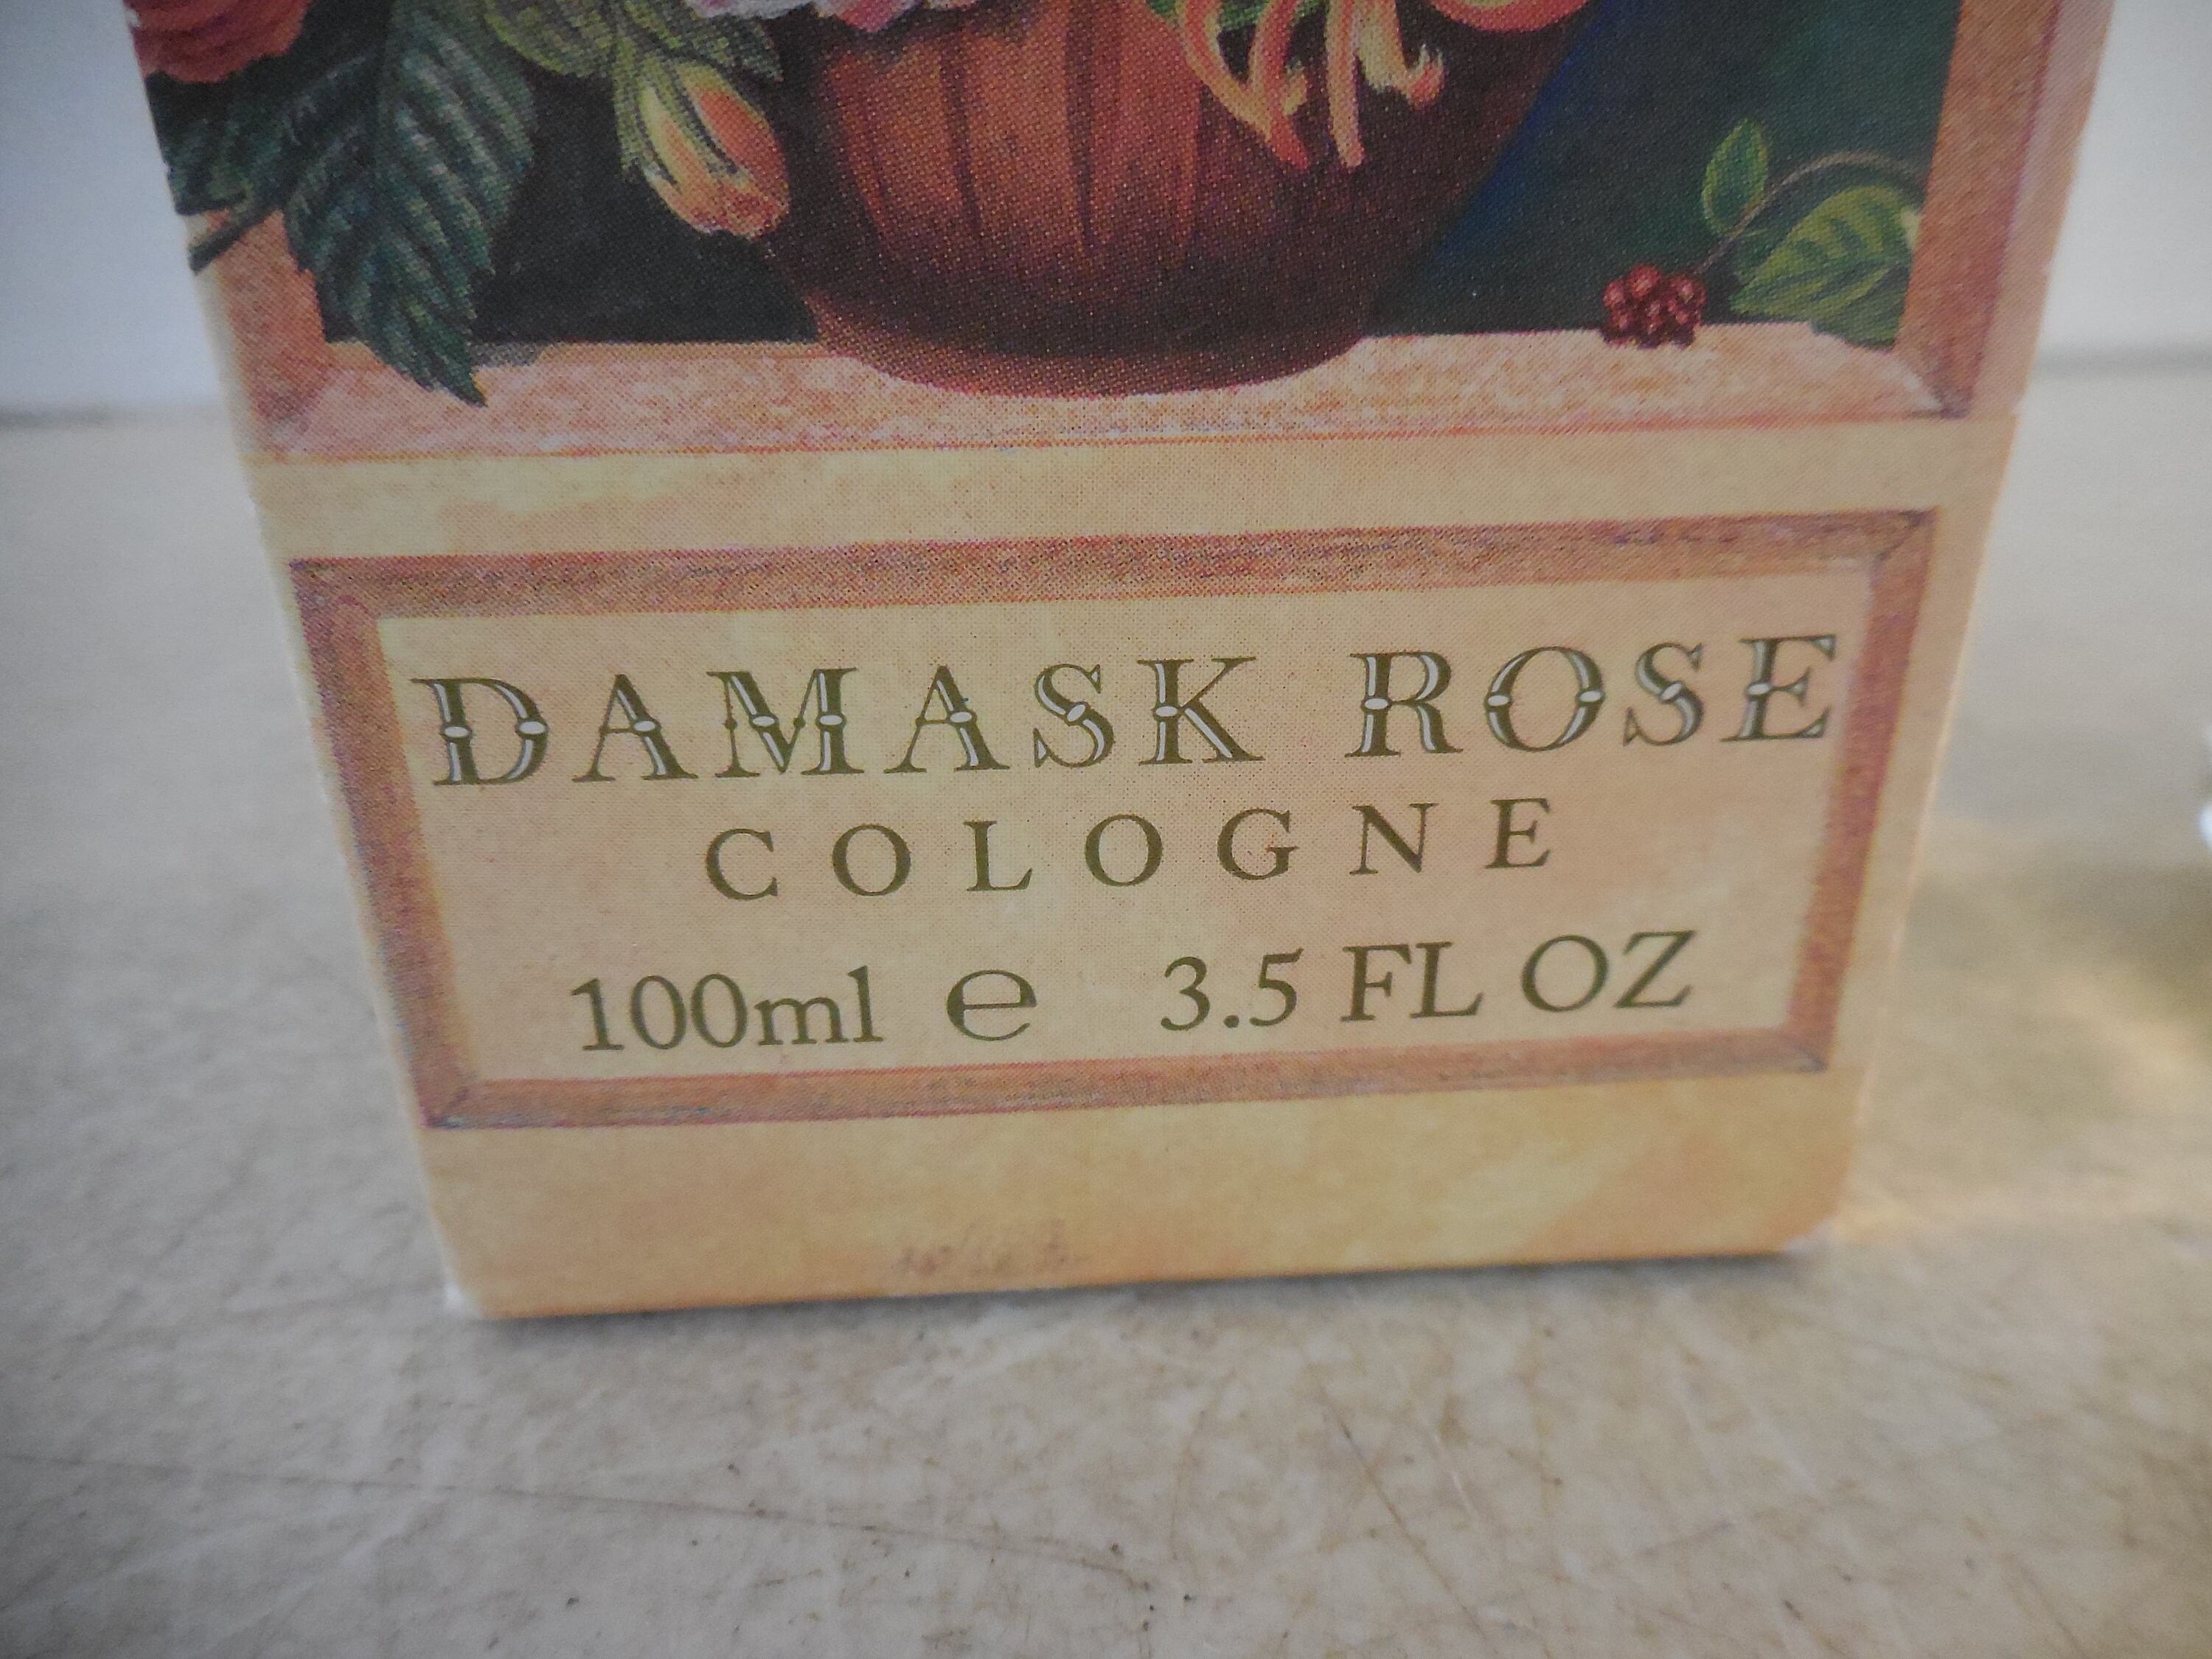 DAMASK ROSE
COLOGNE
100ml ℮ 3.5 FL OZ